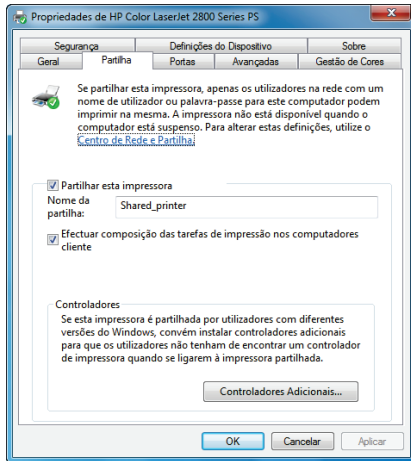 Propriedades de HP Color LaserJet 2800 Series PS
Segurança Definições do Dispositivo Sobre
Geral Partilha Portas Avançadas Gestão de Cores
Se partilhar esta impressora, apenas os utilizadores na rede com um
nome de utilizador ou palavra-passe para este computador podem
imprimir na mesma. A impressora não está disponível quando o
computador está suspenso. Para alterar estas definições, utilize o
Centro de Rede e Partilha.
Partilhar esta impressora
Nome da
partilha:
Shared_printer
Efectuar composição das tarefas de impressão nos computadores
cliente
Controladores
Se esta impressora é partilhada por utilizadores com diferentes
versões do Windows, convém instalar controladores adicionais
para que os utilizadores não tenham de encontrar um controlador
de impressora quando se ligarem à impressora partilhada.
Controladores Adicionais...
OK Cancelar Aplicar